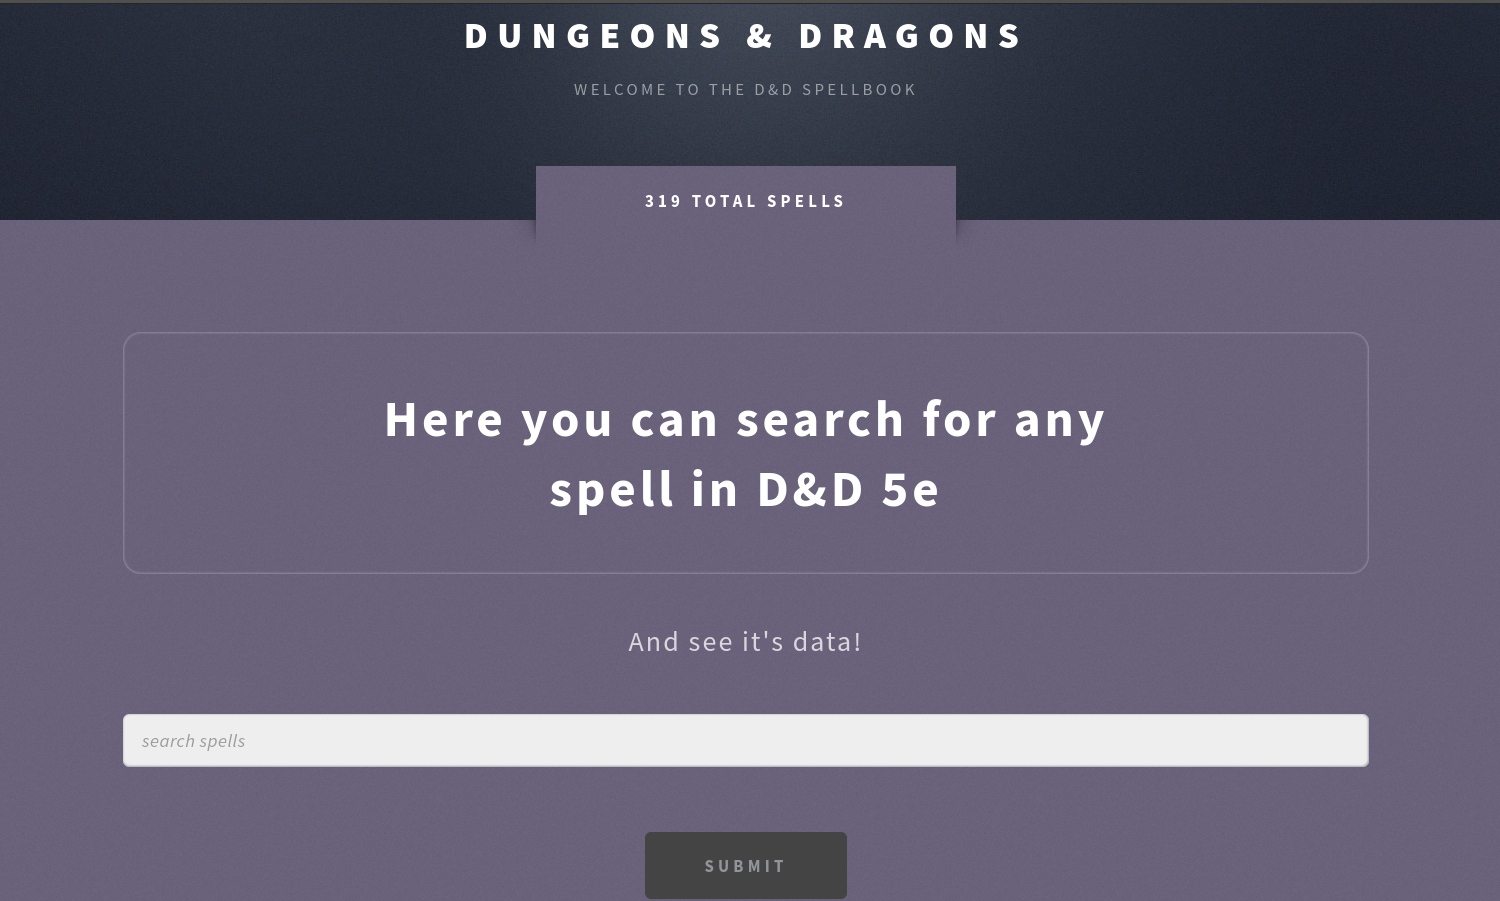 DUNGEONS & DRAGONS
WELCOME TO THE D&D SPELLBOOK
319 TOTAL SPELLS
Here you can search for any
spell in D&D 5e
And see it's data!
search spells
SUBMIT